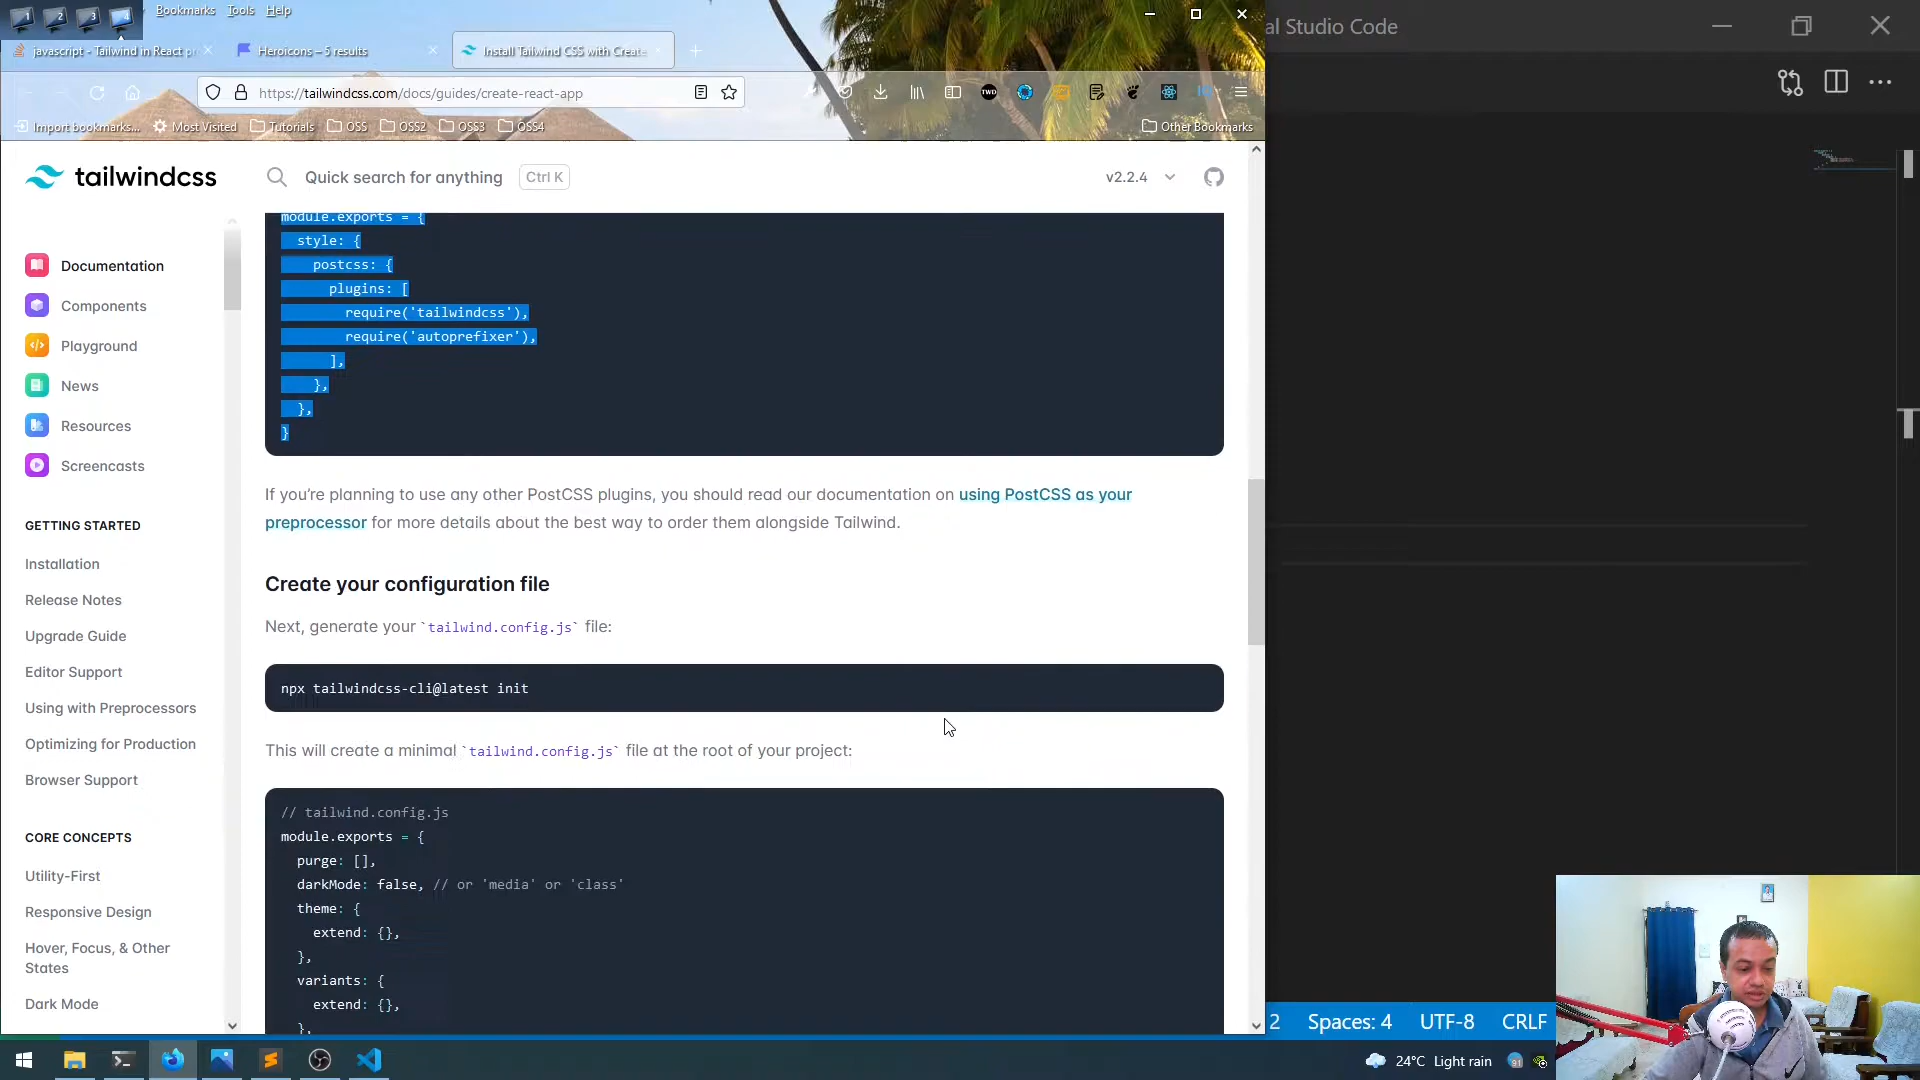 1 2 3 4
Bookmarks Tools Help
al Studio Code
javascript - Tailwind in React pr
Heroicons – 5 results
Install Tailwind CSS with Create
https://tailwindcss.com/docs/guides/create-react-app
TWD
Import bookmarks... Most Visited Tutorials OSS OSS2 OSS3 OSS4 Other Bookmarks
tailwindcss
Quick search for anything Ctrl K
v2.2.4
Documentation
Components
Playground
News
Resources
Screencasts
GETTING STARTED
Installation
Release Notes
Upgrade Guide
Editor Support
Using with Preprocessors
Optimizing for Production
Browser Support
CORE CONCEPTS
Utility-First
Responsive Design
Hover, Focus, & Other
States
Dark Mode
module.exports = {
style: {
postcss: {
plugins: [
require('tailwindcss'),
require('autoprefixer'),
],
},
},
}
If you're planning to use any other PostCSS plugins, you should read our documentation on using PostCSS as your
preprocessor for more details about the best way to order them alongside Tailwind.
Create your configuration file
Next, generate your `tailwind.config.js` file:
npx tailwindcss-cli@latest init
This will create a minimal `tailwind.config.js` file at the root of your project:
// tailwind.config.js
module.exports = {
purge: [],
darkMode: false, // or 'media' or 'class'
theme: {
extend: {},
},
variants: {
extend: {},
},
2 Spaces: 4 UTF-8 CRLF
24°C Light rain